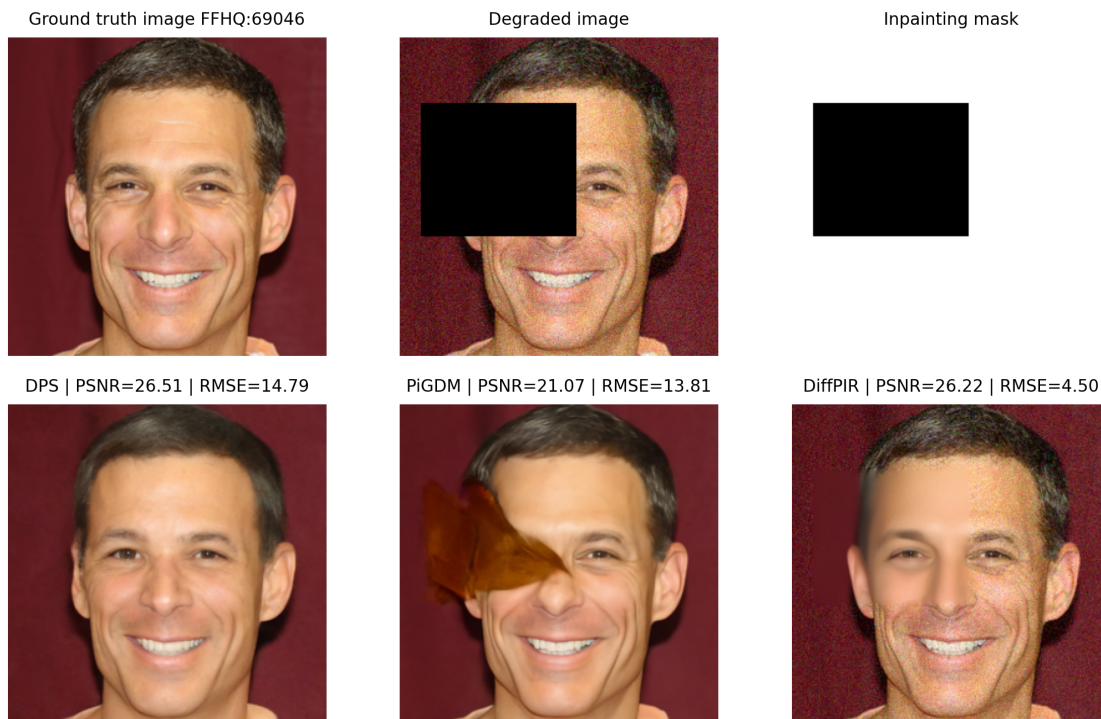 Ground truth image FFHQ:69046
Degraded image
Inpainting mask
DPS | PSNR=26.51 | RMSE=14.79
PiGDM | PSNR=21.07 | RMSE=13.81
DiffPIR | PSNR=26.22 | RMSE=4.50